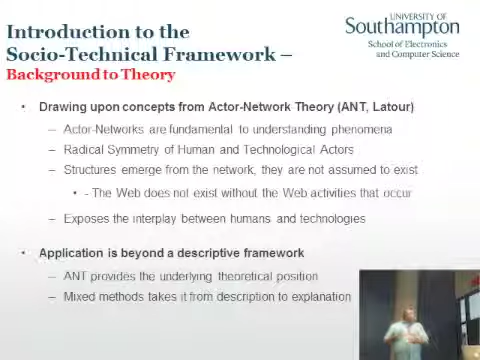 Introduction to the
Socio-Technical Framework –
Background to Theory
UNIVERSITY OF
Southampton
School of Electronics
and Computer Science
• Drawing upon concepts from Actor-Network Theory (ANT, Latour)
– Actor-Networks are fundamental to understanding phenomena
– Radical Symmetry of Human and Technological Actors
– Structures emerge from the network, they are not assumed to exist
• - The Web does not exist without the Web activities that occur
– Exposes the interplay between humans and technologies
• Application is beyond a descriptive framework
– ANT provides the underlying theoretical position
– Mixed methods takes it from description to explanation